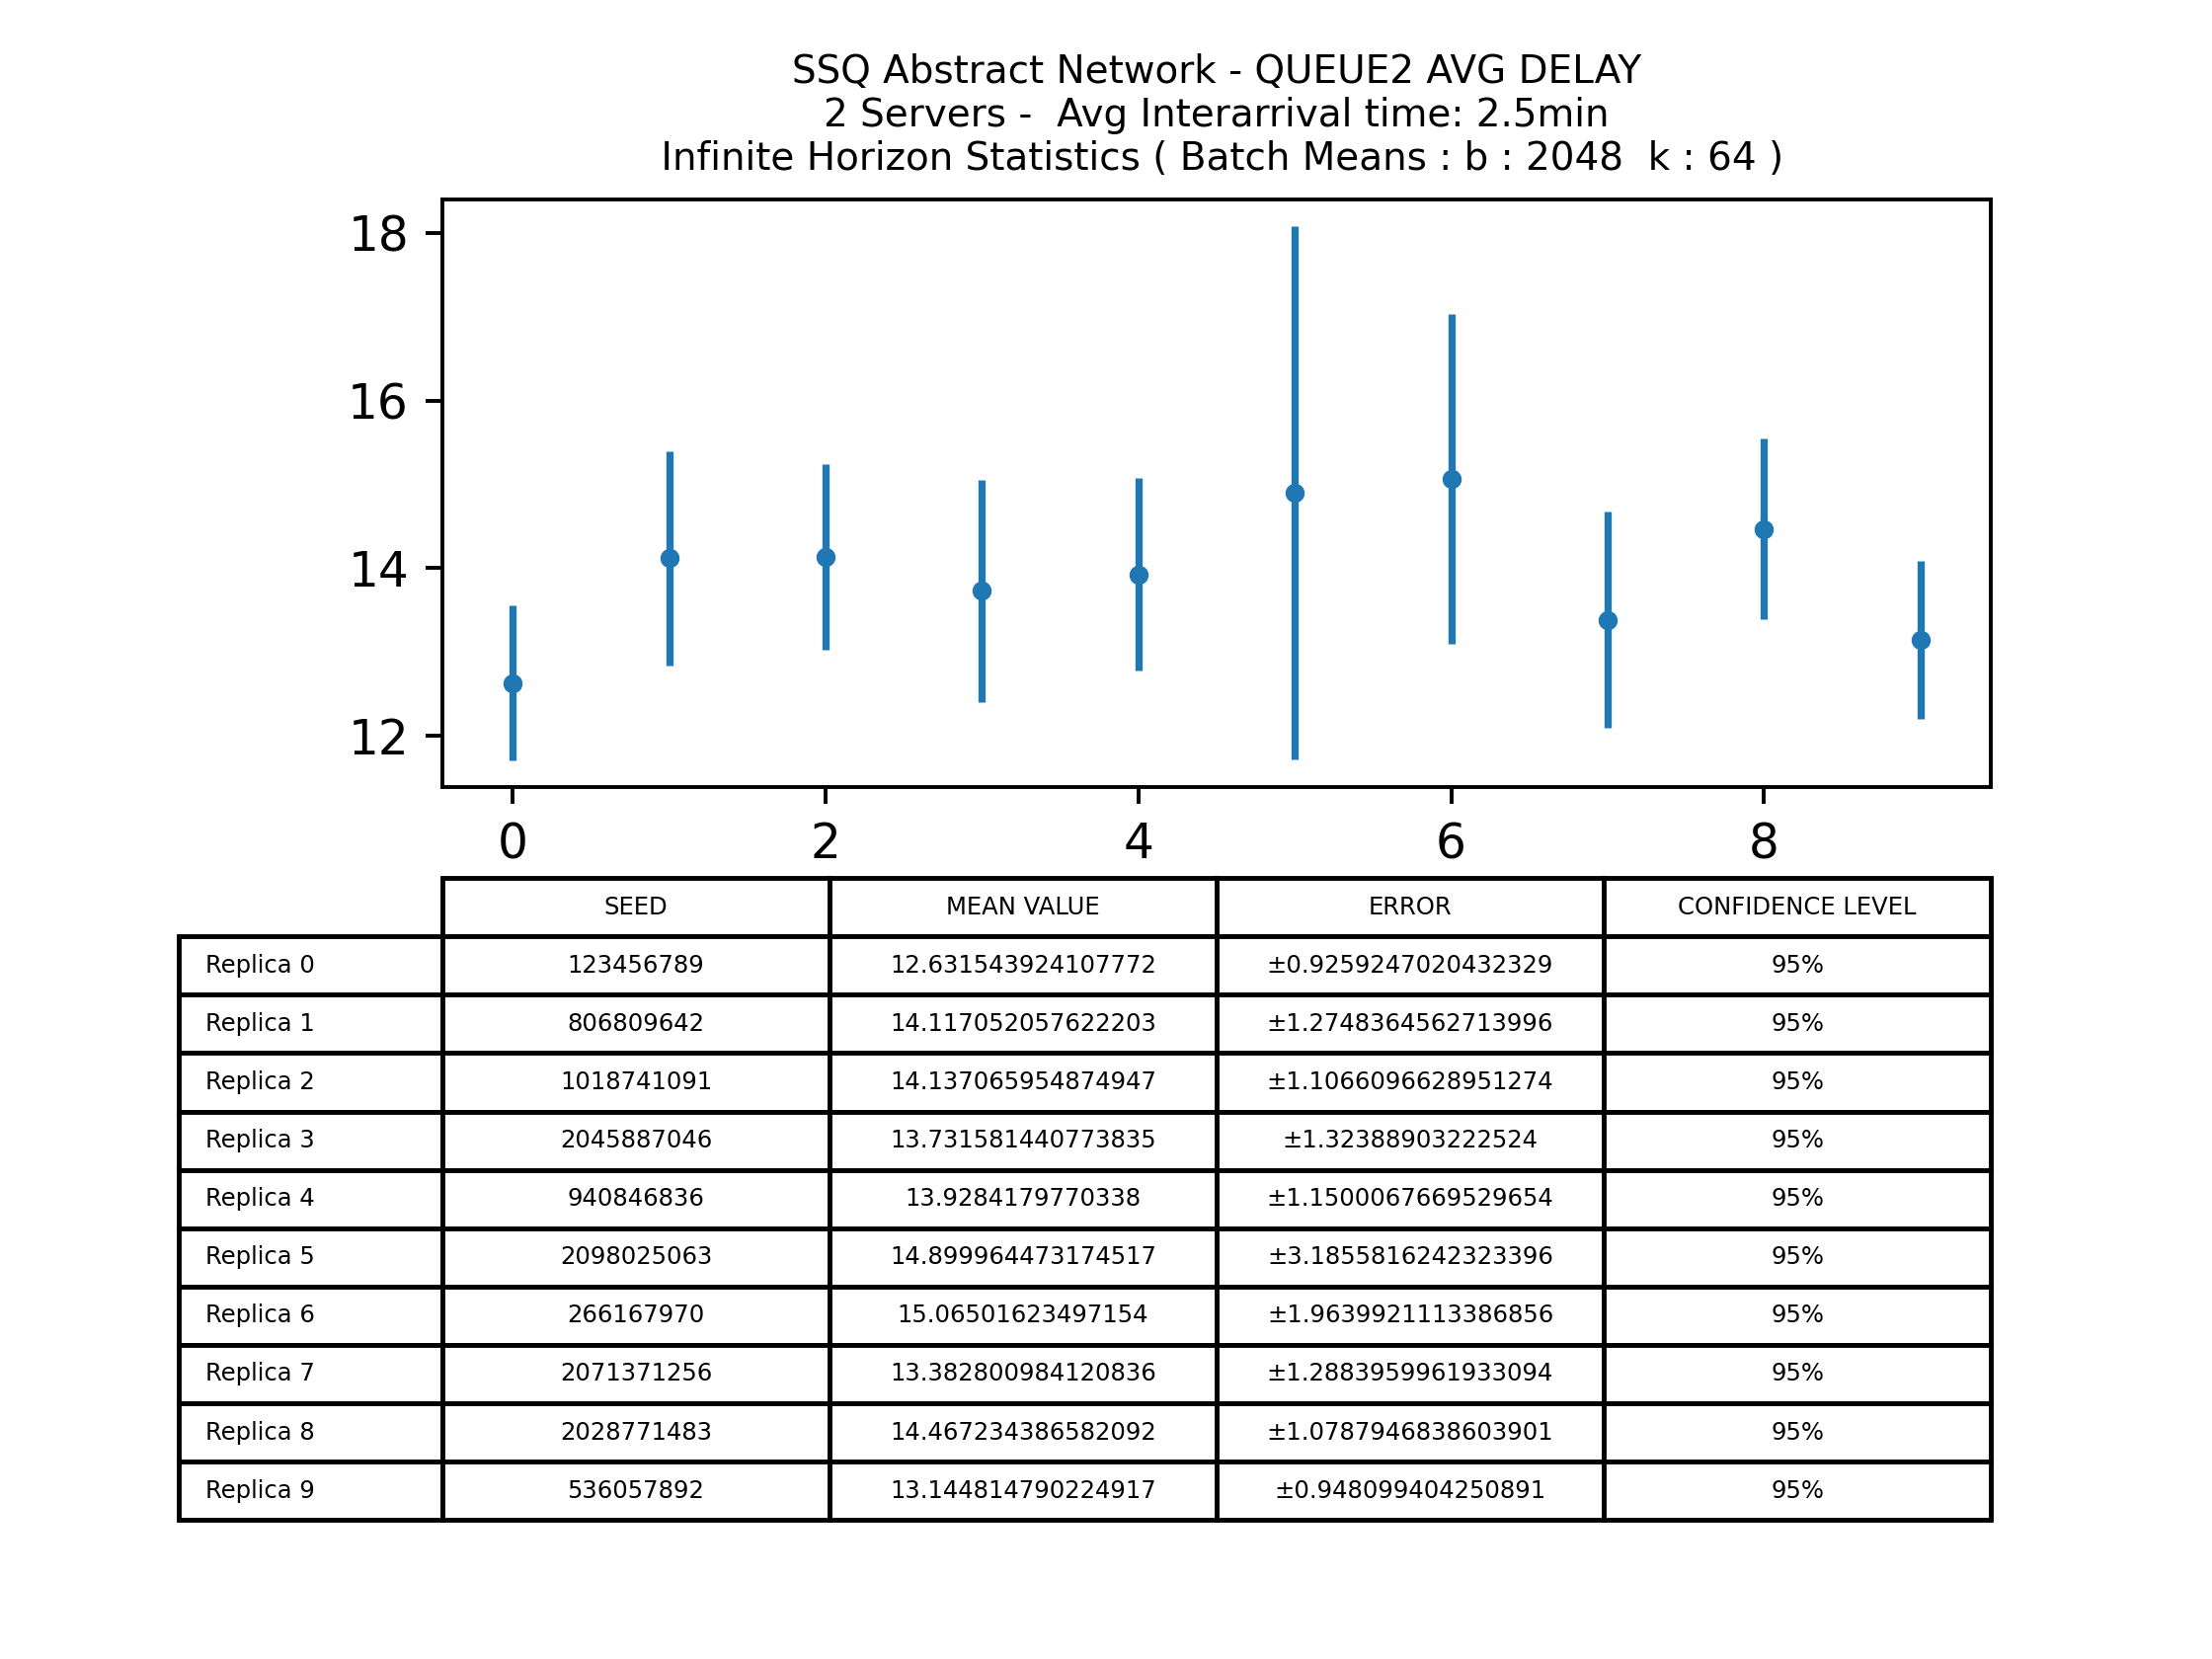 SSQ Abstract Network - QUEUE2 AVG DELAY
2 Servers -  Avg Interarrival time: 2.5min
Infinite Horizon Statistics ( Batch Means : b : 2048  k : 64 )
18
16
14
12
0 2 4 6 8
SEED MEAN VALUE ERROR CONFIDENCE LEVEL
Replica 0 123456789 12.631543924107772 ±0.9259247020432329 95%
Replica 1 806809642 14.117052057622203 ±1.2748364562713996 95%
Replica 2 1018741091 14.137065954874947 ±1.1066096628951274 95%
Replica 3 2045887046 13.731581440773835 ±1.32388903222524 95%
Replica 4 940846836 13.9284179770338 ±1.1500067669529654 95%
Replica 5 2098025063 14.899964473174517 ±3.1855816242323396 95%
Replica 6 266167970 15.06501623497154 ±1.9639921113386856 95%
Replica 7 2071371256 13.382800984120836 ±1.2883959961933094 95%
Replica 8 2028771483 14.467234386582092 ±1.0787946838603901 95%
Replica 9 536057892 13.144814790224917 ±0.948099404250891 95%